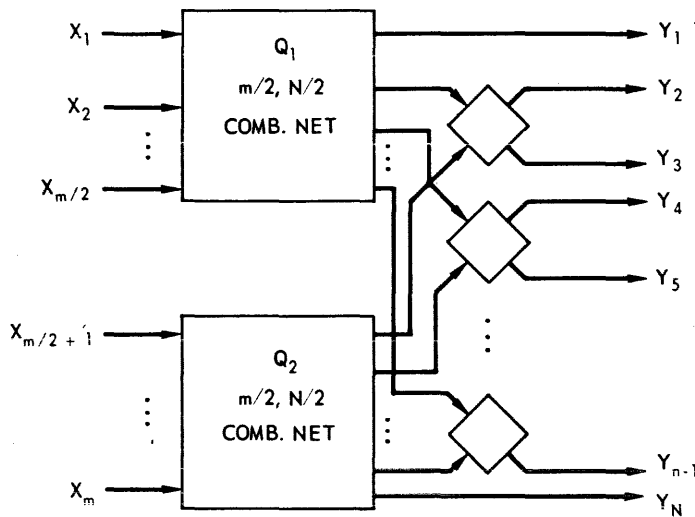 X1
X2
Xm/2
Xm/2 + 1
Xm
Q1
m/2, N/2
COMB. NET
Q2
m/2, N/2
COMB. NET
Y1
Y2
Y3
Y4
Y5
Yn-1
YN